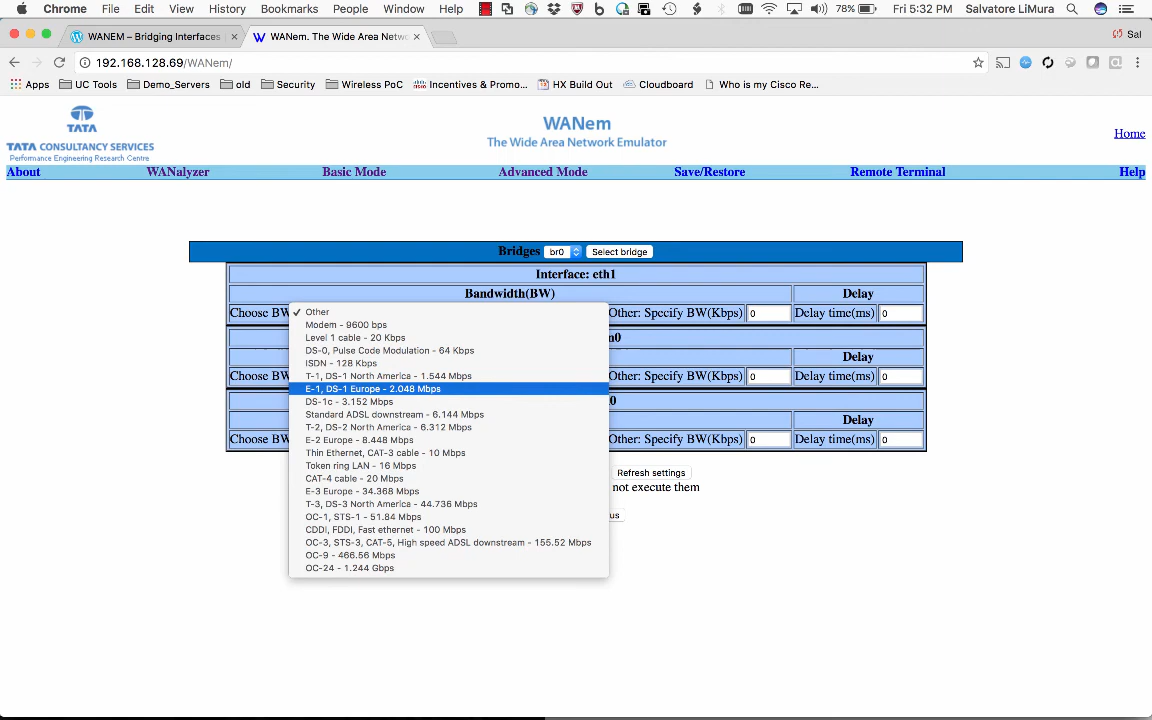 Chrome File Edit View History Bookmarks People Window Help 78% Fri 5:32 PM Salvatore LiMura
WANEM – Bridging Interfaces × WANem. The Wide Area Netwo × Sal
192.168.128.69/WANem/
Apps UC Tools Demo_Servers old Security Wireless PoC Incentives & Promo... HX Build Out Cloudboard Who is my Cisco Re...
TATA
TATA CONSULTANCY SERVICES
Performance Engineering Research Centre
WANem
The Wide Area Network Emulator
Home
About WANalyzer Basic Mode Advanced Mode Save/Restore Remote Terminal Help
Bridges br0 Select bridge
Interface: eth1
Bandwidth(BW) Delay
Choose BW Other: Specify BW(Kbps) 0 Delay time(ms) 0
✓ Other
Modem - 9600 bps
Level 1 cable - 20 Kbps
DS-0, Pulse Code Modulation - 64 Kbps
ISDN - 128 Kbps
T-1, DS-1 North America - 1.544 Mbps
E-1, DS-1 Europe - 2.048 Mbps
DS-1c - 3.152 Mbps
Standard ADSL downstream - 6.144 Mbps
T-2, DS-2 North America - 6.312 Mbps
E-2 Europe - 8.448 Mbps
Thin Ethernet, CAT-3 cable - 10 Mbps
Token ring LAN - 16 Mbps
CAT-4 cable - 20 Mbps
E-3 Europe - 34.368 Mbps
T-3, DS-3 North America - 44.736 Mbps
OC-1, STS-1 - 51.84 Mbps
CDDI, FDDI, Fast ethernet - 100 Mbps
OC-3, STS-3, CAT-5, High speed ADSL downstream - 155.52 Mbps
OC-9 - 466.56 Mbps
OC-24 - 1.244 Gbps
n0
Delay
Choose BW Other: Specify BW(Kbps) 0 Delay time(ms) 0
0
Delay
Choose BW Other: Specify BW(Kbps) 0 Delay time(ms) 0
Refresh settings
not execute them
us